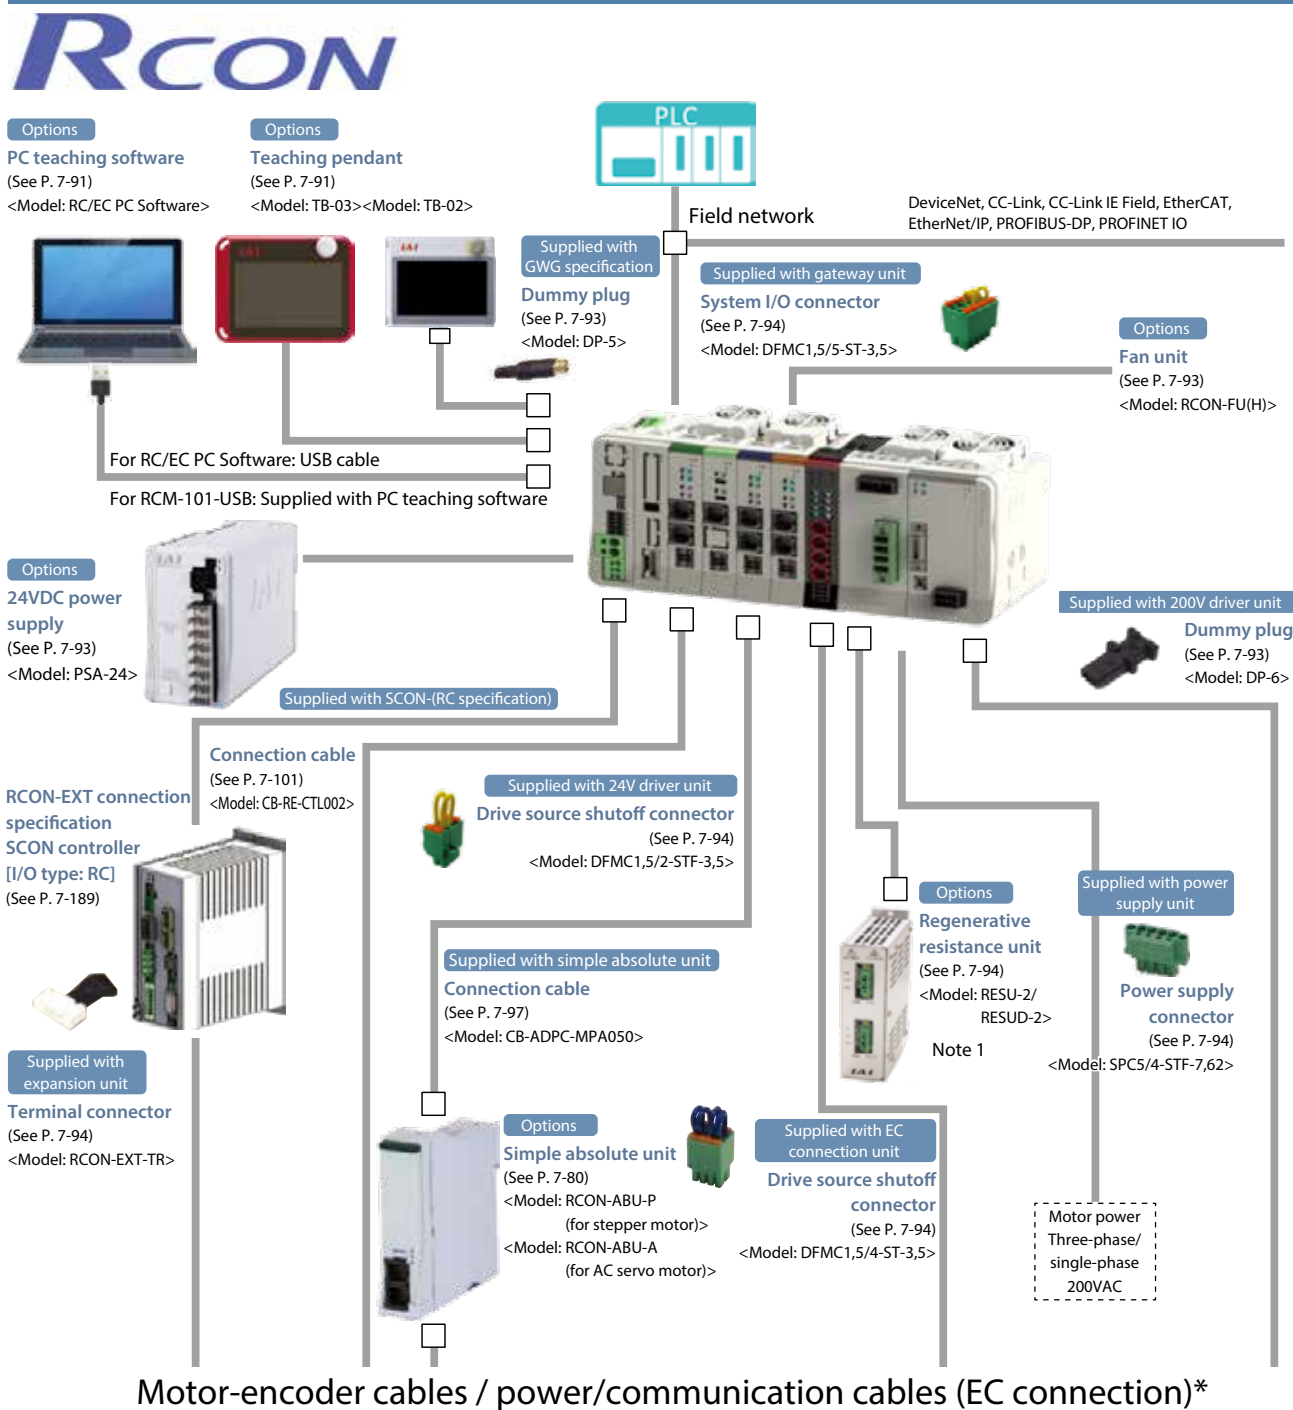 RCON
Options
PC teaching software
(See P. 7-91)
<Model: RC/EC PC Software>
Options
Teaching pendant
(See P. 7-91)
<Model: TB-03><Model: TB-02>
PLC
Field network
DeviceNet, CC-Link, CC-Link IE Field, EtherCAT,
EtherNet/IP, PROFIBUS-DP, PROFINET IO
Supplied with
GWG specification
Dummy plug
(See P. 7-93)
<Model: DP-5>
Supplied with gateway unit
System I/O connector
(See P. 7-94)
<Model: DFMC1,5/5-ST-3,5>
Options
Fan unit
(See P. 7-93)
<Model: RCON-FU(H)>
IAI
IAI
For RC/EC PC Software: USB cable
For RCM-101-USB: Supplied with PC teaching software
Options
24VDC power
supply
(See P. 7-93)
<Model: PSA-24>
IAI
Supplied with 200V driver unit
Dummy plug
(See P. 7-93)
<Model: DP-6>
Supplied with SCON-(RC specification)
Connection cable
(See P. 7-101)
<Model: CB-RE-CTL002>
RCON-EXT connection
specification
SCON controller
[I/O type: RC]
(See P. 7-189)
Supplied with 24V driver unit
Drive source shutoff connector
(See P. 7-94)
<Model: DFMC1,5/2-STF-3,5>
Options
Regenerative
resistance unit
(See P. 7-94)
<Model: RESU-2/
RESUD-2>
Note 1
IAI
Supplied with power
supply unit
Power supply
connector
(See P. 7-94)
<Model: SPC5/4-STF-7,62>
Supplied with simple absolute unit
Connection cable
(See P. 7-97)
<Model: CB-ADPC-MPA050>
Supplied with
expansion unit
Terminal connector
(See P. 7-94)
<Model: RCON-EXT-TR>
Options
Simple absolute unit
(See P. 7-80)
<Model: RCON-ABU-P
(for stepper motor)>
<Model: RCON-ABU-A
(for AC servo motor)>
Supplied with EC
connection unit
Drive source shutoff
connector
(See P. 7-94)
<Model: DFMC1,5/4-ST-3,5>
Motor power
Three-phase/
single-phase
200VAC
Motor-encoder cables / power/communication cables (EC connection)*